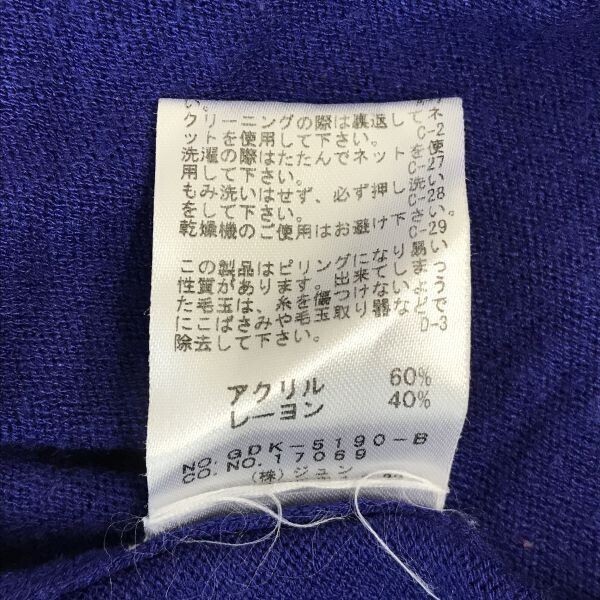 い。
クリーニングの際は裏返してネ
ットを使用して下さい。 C-2
洗濯の際はたたんでネットを使
用して下さい。 C-27
もみ洗いはせず、必ず押し洗い
をして下さい。 C-28
乾燥機のご使用はお避け下さい。
C-29
この製品はピリングになり易い
性質があります。出来てしまっ
た毛玉は、糸を傷つけないよう
にこばさみや毛玉取り器などで
除去して下さい。 D-3
アクリル 60%
レーヨン 40%
NO. GDK-5190-B
CO. NO. 17069
(株)ジュン